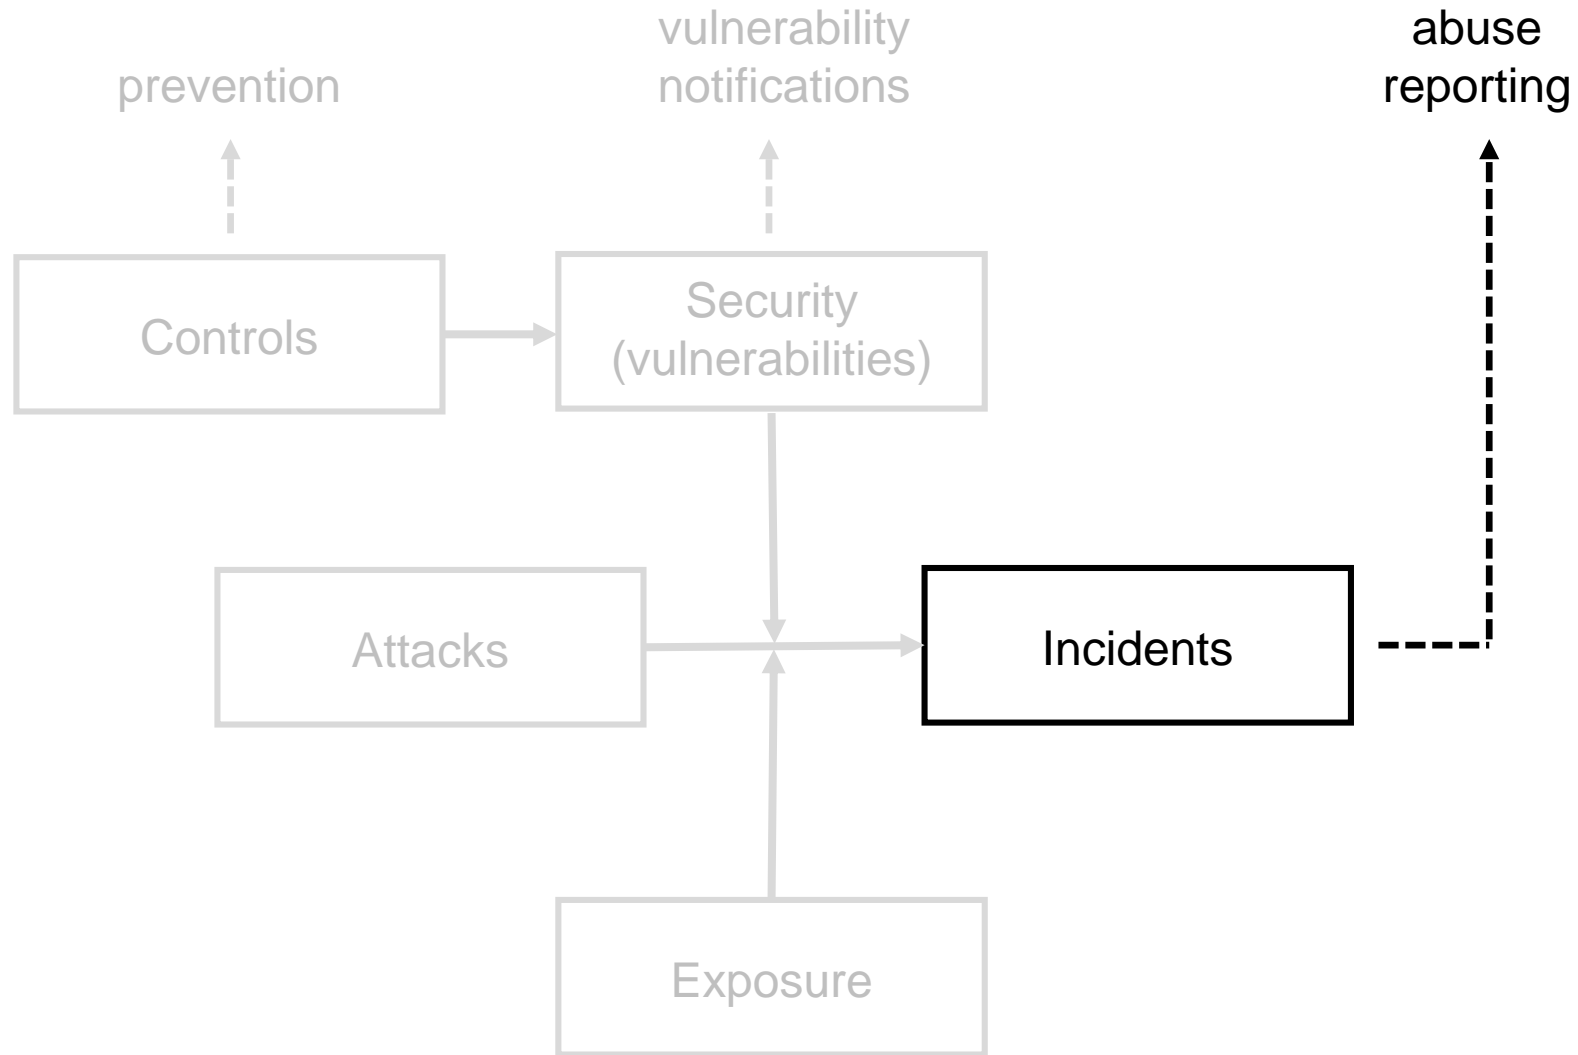 prevention
vulnerability
notifications
abuse
reporting
Controls
Security
(vulnerabilities)
Attacks
Incidents
Exposure